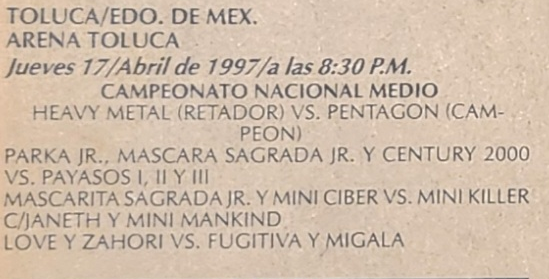 TOLUCA/EDO. DE MEX.
ARENA TOLUCA
Jueves 17/Abril de 1997/a las 8:30 P.M.
CAMPEONATO NACIONAL MEDIO
HEAVY METAL (RETADOR) VS. PENTAGON (CAM-
PEON)
PARKA JR., MASCARA SAGRADA JR. Y CENTURY 2000
VS. PAYASOS I, II Y III
MASCARITA SAGRADA JR. Y MINI CIBER VS. MINI KILLER
C/JANETH Y MINI MANKIND
LOVE Y ZAHORI VS. FUGITIVA Y MIGALA